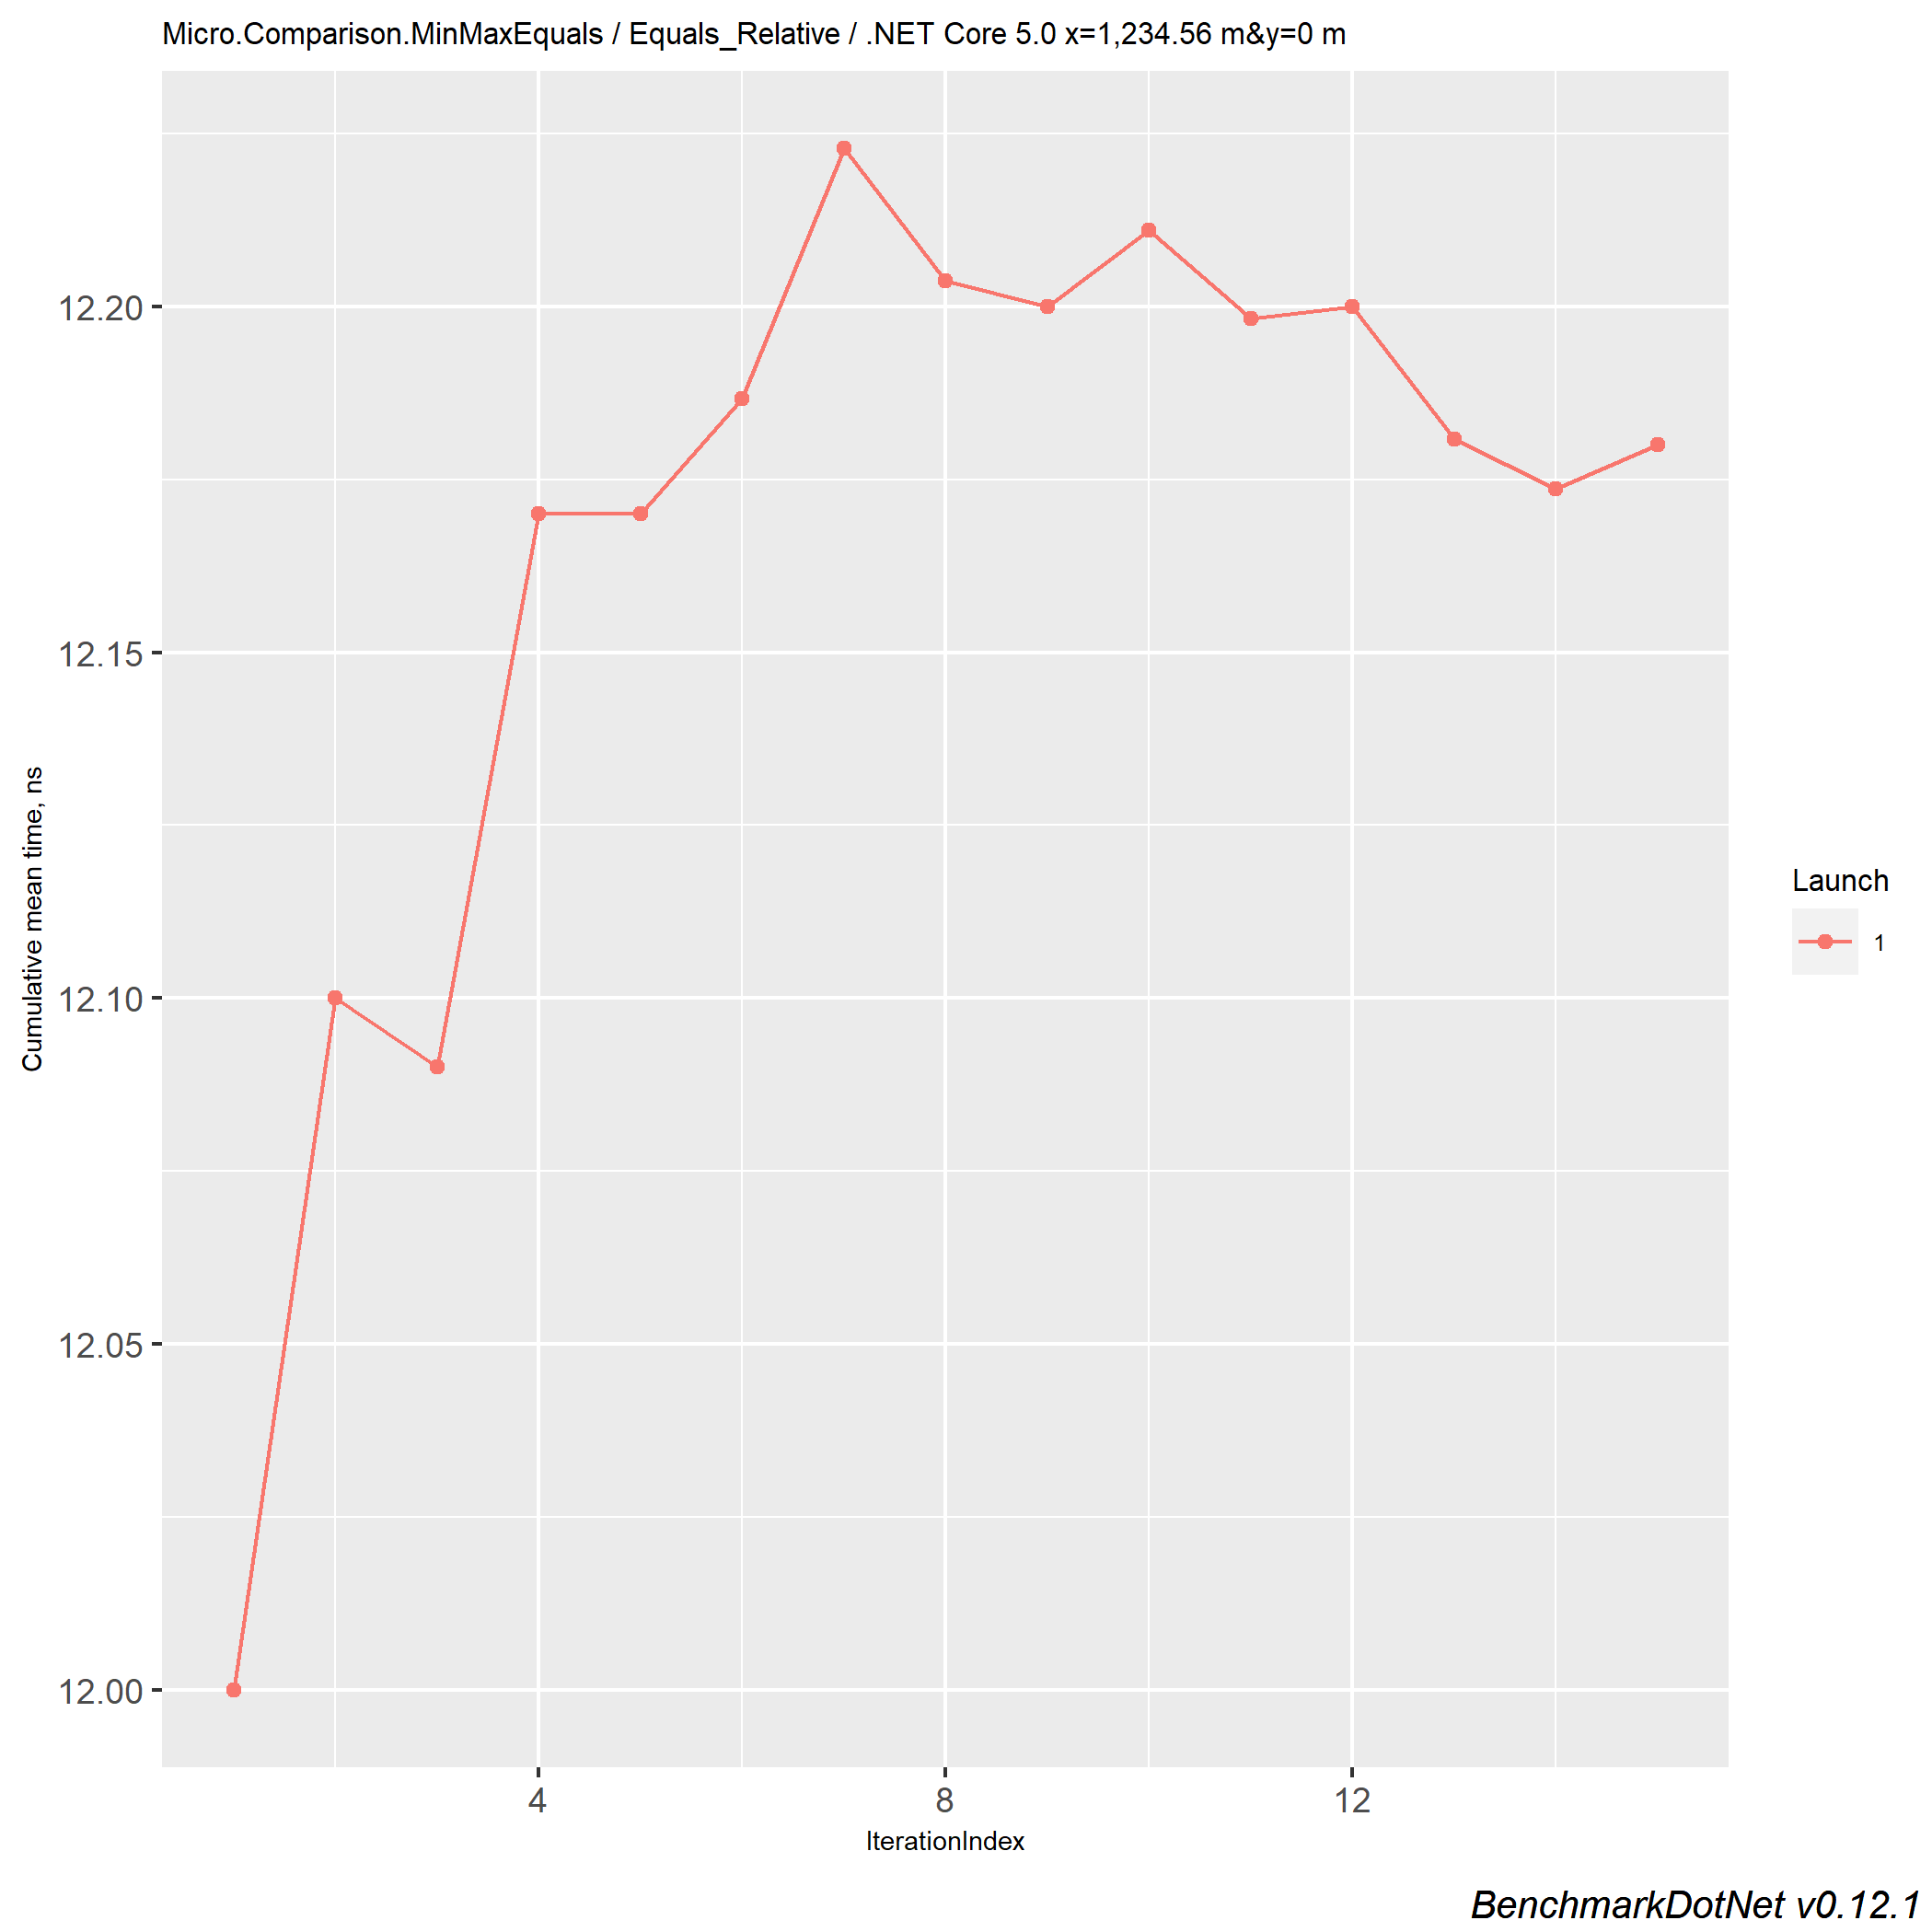 Micro.Comparison.MinMaxEquals / Equals_Relative / .NET Core 5.0 x=1,234.56 m&y=0 m
Cumulative mean time, ns
12.20
12.15
12.10
12.05
12.00
4
8
12
IterationIndex
Launch
1
BenchmarkDotNet v0.12.1